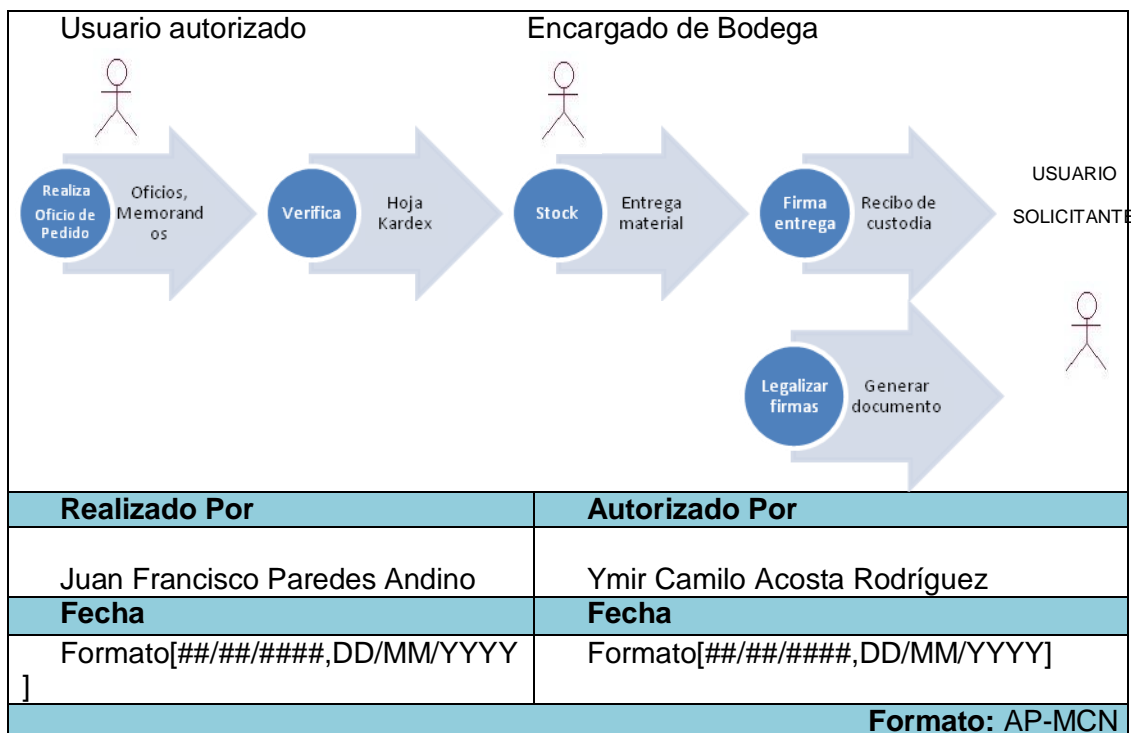 Usuario autorizado
Encargado de Bodega
Realiza
Oficio de
Pedido
Oficios,
Memorand
os
Verifica
Hoja
Kardex
Stock
Entrega
material
Firma
entrega
Recibo de
custodia
USUARIO
SOLICITANTE
Legalizar
firmas
Generar
documento
Realizado Por
Autorizado Por
Juan Francisco Paredes Andino
Ymir Camilo Acosta Rodríguez
Fecha
Fecha
Formato[##/##/####,DD/MM/YYYY
]
Formato[##/##/####,DD/MM/YYYY]
Formato: AP-MCN